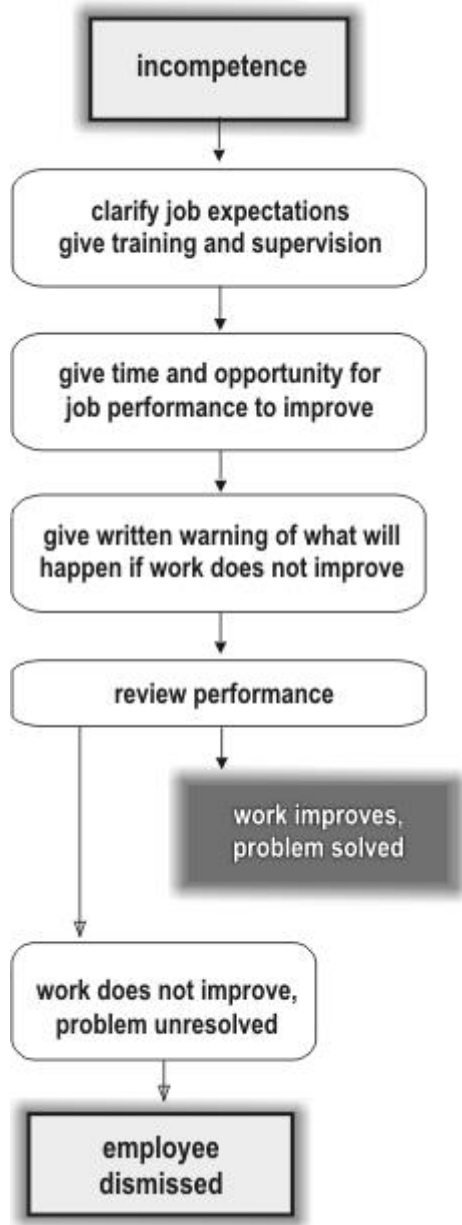 incompetence
clarify job expectations
give training and supervision
give time and opportunity for
job performance to improve
give written warning of what will
happen if work does not improve
review performance
work improves,
problem solved
work does not improve,
problem unresolved
employee
dismissed